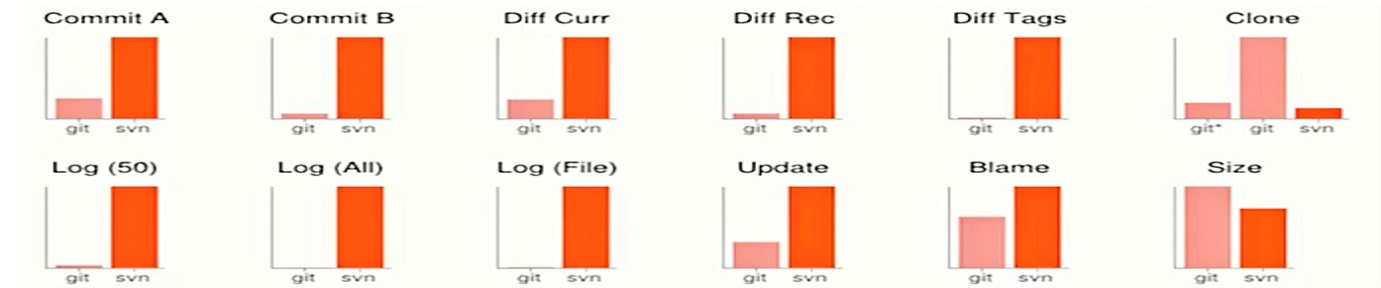 Commit A Commit B Diff Curr Diff Rec Diff Tags Clone
git svn git svn git svn git svn git svn git* git svn
Log (50) Log (All) Log (File) Update Blame Size
git svn git svn git svn git svn git svn git svn